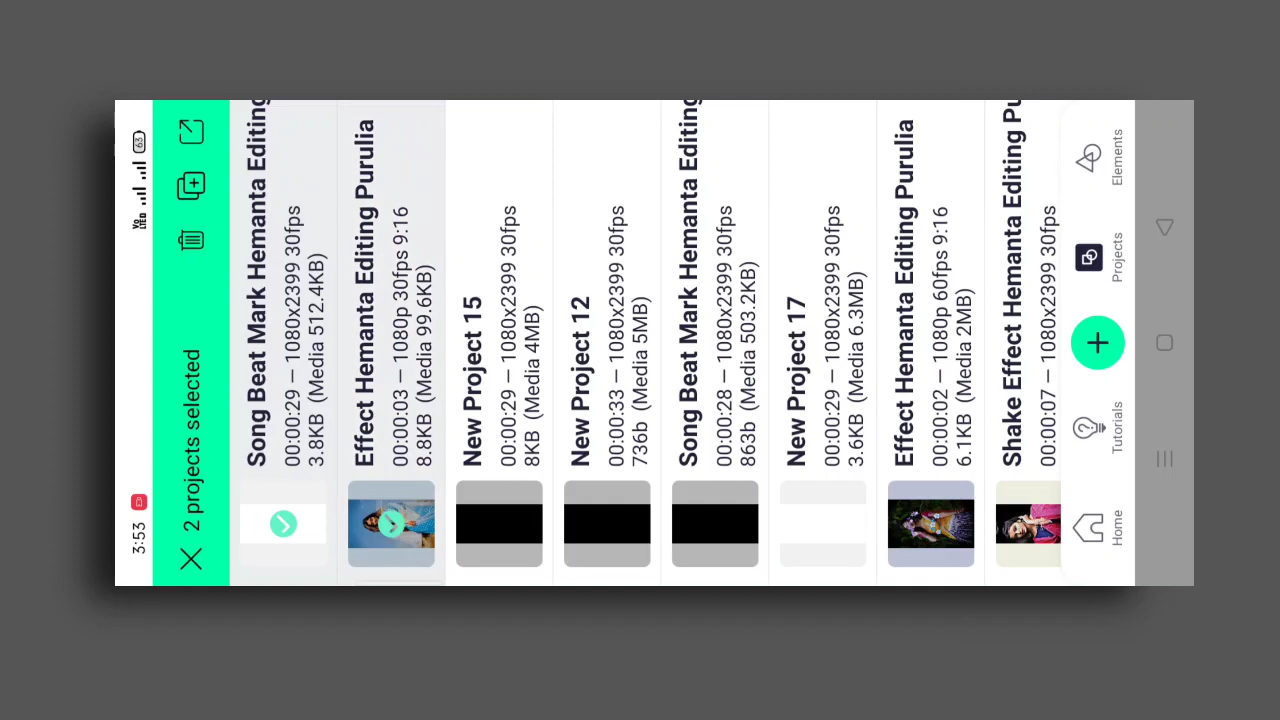 3:53
Vo LTE
63
2 projects selected
Song Beat Mark Hemanta Editing
00:00:29 — 1080x2399 30fps
3.8KB (Media 512.4KB)
Effect Hemanta Editing Purulia
00:00:03 — 1080p 30fps 9:16
8.8KB (Media 99.6KB)
New Project 15
00:00:29 — 1080x2399 30fps
8KB (Media 4MB)
New Project 12
00:00:33 — 1080x2399 30fps
736b (Media 5MB)
Song Beat Mark Hemanta Editing
00:00:28 — 1080x2399 30fps
863b (Media 503.2KB)
New Project 17
00:00:29 — 1080x2399 30fps
3.6KB (Media 6.3MB)
Effect Hemanta Editing Purulia
00:00:02 — 1080p 60fps 9:16
6.1KB (Media 2MB)
Shake Effect Hemanta Editing Pu
00:00:07 — 1080x2399 30fps
Home
Tutorials
Projects
Elements